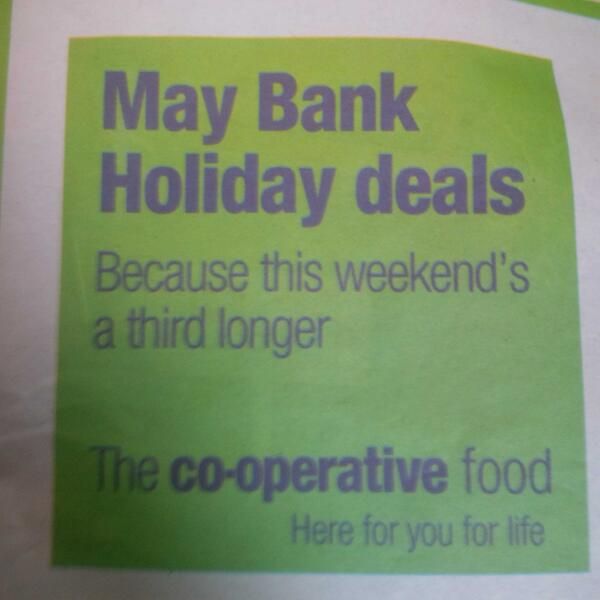 May Bank
Holiday deals
Because this weekend's
a third longer
The co-operative food
Here for you for life